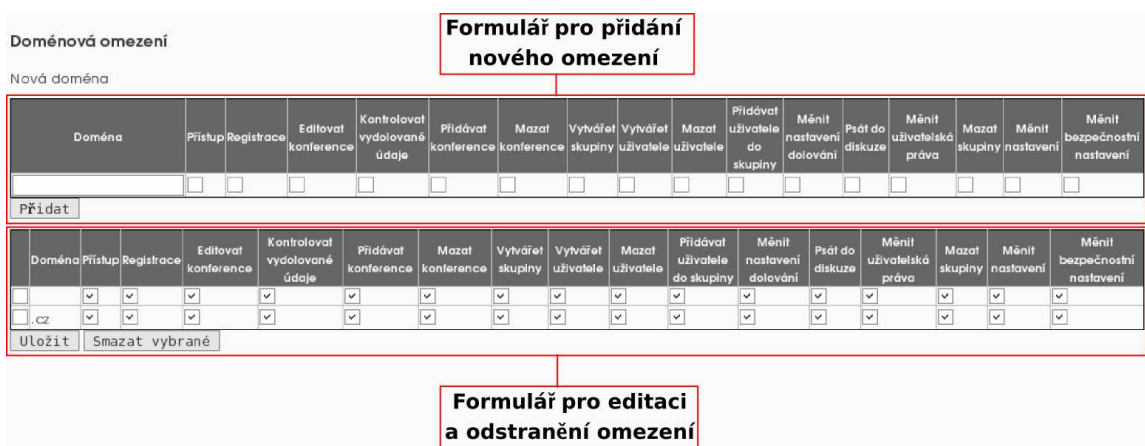 Formulář pro přidání
nového omezení
Doménová omezení
Nová doména
Doména Přístup Registrace Editovat konference Kontrolovat vydolované údaje Přidávat konference Mazat konference Vytvářet skupiny Vytvářet uživatele Mazat uživatele Přidávat uživatele do skupiny Měnit nastavení dolování Psát do diskuze Měnit uživatelská práva Mazat skupiny Měnit nastavení Měnit bezpečnostní nastavení
Přidat
Doména Přístup Registrace Editovat konference Kontrolovat vydolované údaje Přidávat konference Mazat konference Vytvářet skupiny Vytvářet uživatele Mazat uživatele Přidávat uživatele do skupiny Měnit nastavení dolování Psát do diskuze Měnit uživatelská práva Mazat skupiny Měnit nastavení Měnit bezpečnostní nastavení
.cz
Uložit Smazat vybrané
Formulář pro editaci
a odstranění omezení